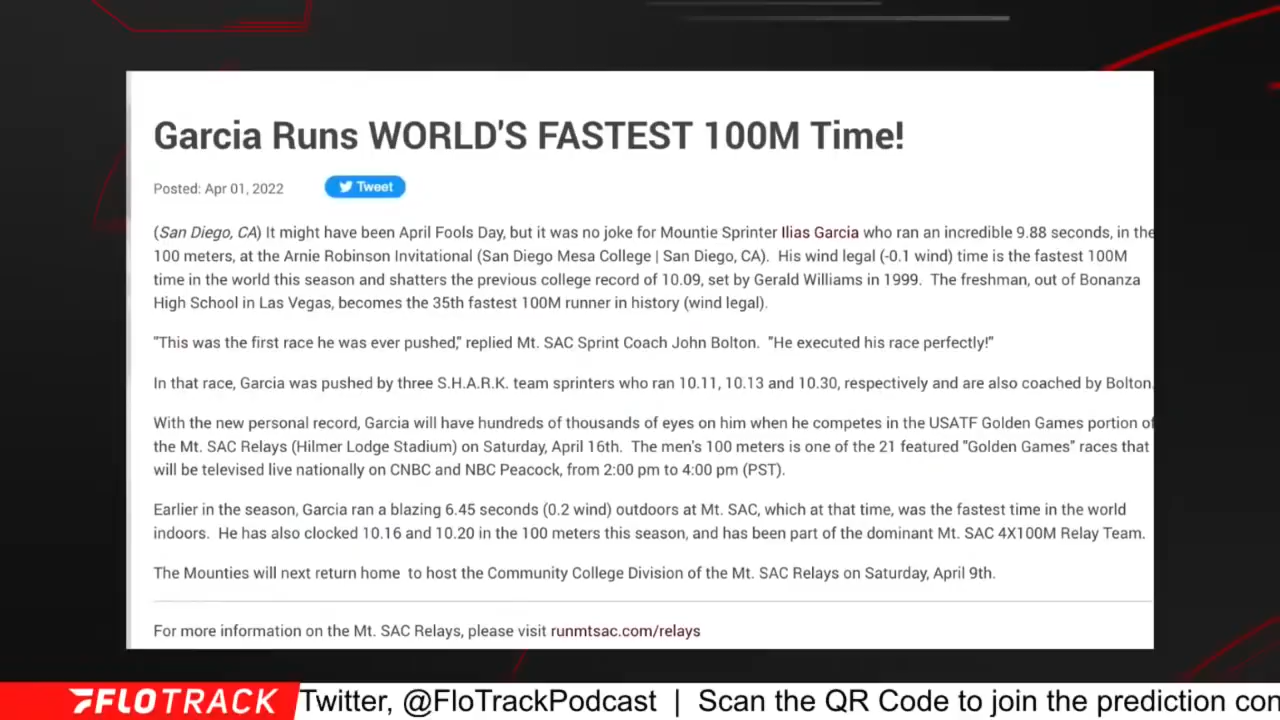 Garcia Runs WORLD'S FASTEST 100M Time!
Posted: Apr 01, 2022 Tweet
(San Diego, CA) It might have been April Fools Day, but it was no joke for Mountie Sprinter Ilias Garcia who ran an incredible 9.88 seconds, in the
100 meters, at the Arnie Robinson Invitational (San Diego Mesa College | San Diego, CA). His wind legal (-0.1 wind) time is the fastest 100M
time in the world this season and shatters the previous college record of 10.09, set by Gerald Williams in 1999. The freshman, out of Bonanza
High School in Las Vegas, becomes the 35th fastest 100M runner in history (wind legal).
"This was the first race he was ever pushed," replied Mt. SAC Sprint Coach John Bolton. "He executed his race perfectly!"
In that race, Garcia was pushed by three S.H.A.R.K. team sprinters who ran 10.11, 10.13 and 10.30, respectively and are also coached by Bolton.
With the new personal record, Garcia will have hundreds of thousands of eyes on him when he competes in the USATF Golden Games portion of
the Mt. SAC Relays (Hilmer Lodge Stadium) on Saturday, April 16th. The men's 100 meters is one of the 21 featured "Golden Games" races that
will be televised live nationally on CNBC and NBC Peacock, from 2:00 pm to 4:00 pm (PST).
Earlier in the season, Garcia ran a blazing 6.45 seconds (0.2 wind) outdoors at Mt. SAC, which at that time, was the fastest time in the world
indoors. He has also clocked 10.16 and 10.20 in the 100 meters this season, and has been part of the dominant Mt. SAC 4X100M Relay Team.
The Mounties will next return home to host the Community College Division of the Mt. SAC Relays on Saturday, April 9th.
For more information on the Mt. SAC Relays, please visit runmtsac.com/relays
FLOTRACK Twitter, @FloTrackPodcast | Scan the QR Code to join the prediction con